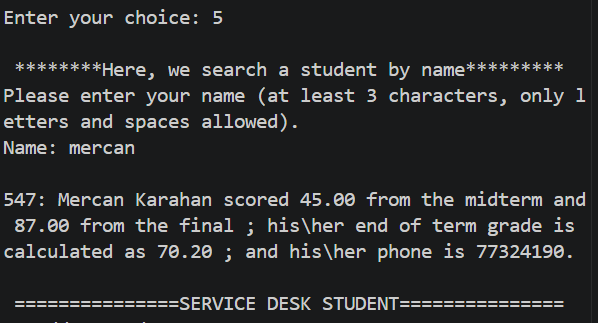 Enter your choice: 5
********Here, we search a student by name*********
Please enter your name (at least 3 characters, only l
etters and spaces allowed).
Name: mercan
547: Mercan Karahan scored 45.00 from the midterm and
87.00 from the final ; his\her end of term grade is
calculated as 70.20 ; and his\her phone is 77324190.
===============SERVICE DESK STUDENT===============